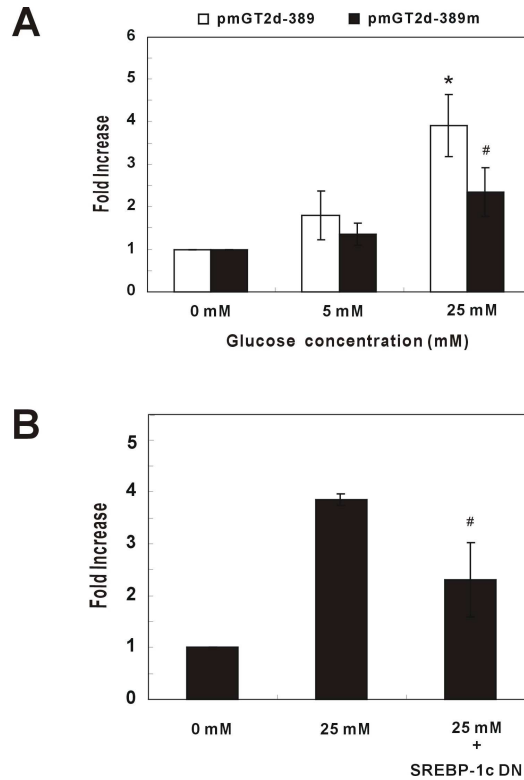 A
pmGT2d-389 pmGT2d-389m
6
5
4
3
2
1
0
Fold Increase
*
#
0 mM 5 mM 25 mM
Glucose concentration (mM)
B
5
4
3
2
1
0
Fold Increase
#
0 mM 25 mM 25 mM
+
SREBP-1c DN